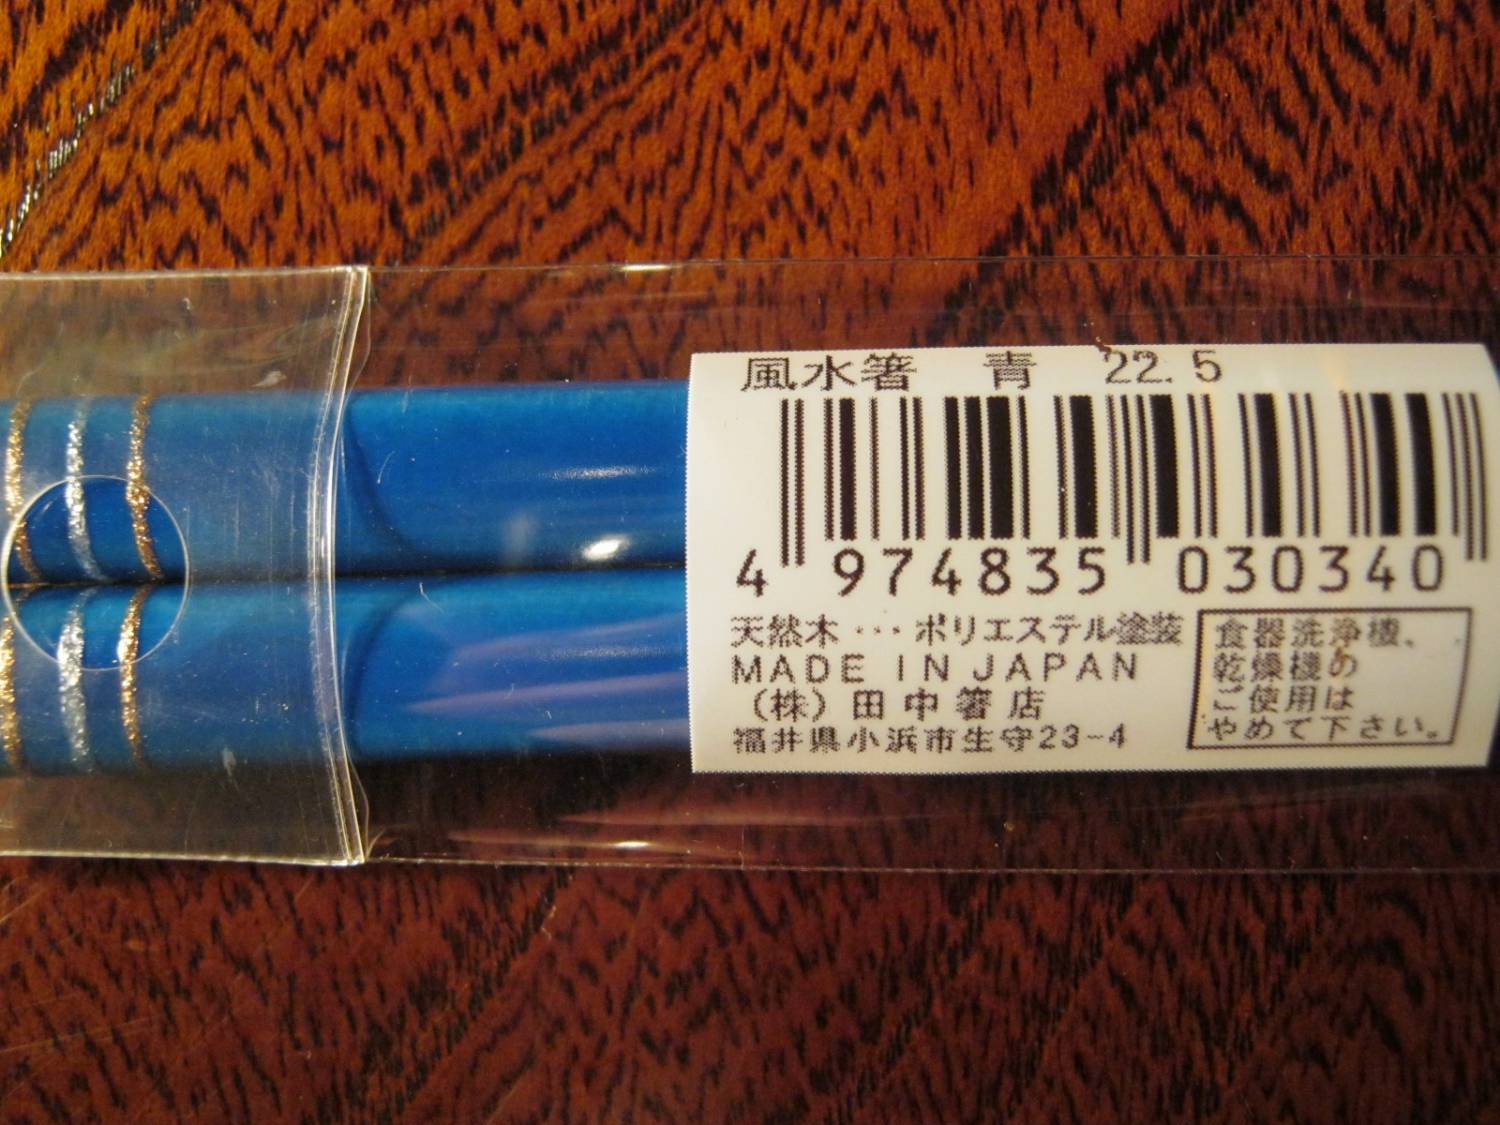 風水箸　青　22.5
4 974835 030340
天然木…ポリエステル塗装
MADE IN JAPAN
（株）田中箸店
福井県小浜市生守23-4
食器洗浄機、
乾燥機の
ご使用は
やめて下さい。